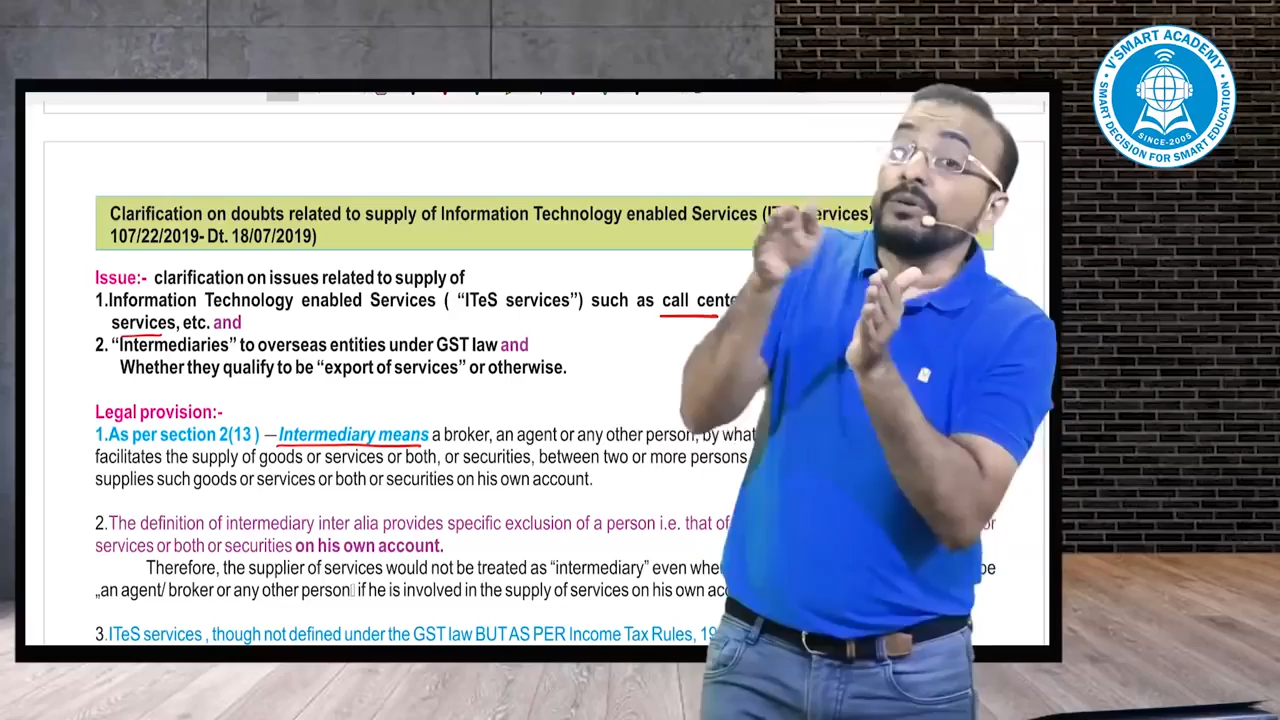 V'SMART ACADEMY
SMART DECISION FOR SMART EDUCATION
SINCE-2005
Clarification on doubts related to supply of Information Technology enabled Services (ITeS services)
107/22/2019- Dt. 18/07/2019)
Issue:- clarification on issues related to supply of
1.Information Technology enabled Services ( “ITeS services”) such as call
services, etc. and
2. “Intermediaries” to overseas entities under GST law and
Whether they qualify to be “export of services” or otherwise.
Legal provision:-
1.As per section 2(13 ) —Intermediary means a broker, an agent or any other person, by
facilitates the supply of goods or services or both, or securities, between two or more persons
supplies such goods or services or both or securities on his own account.
2.The definition of intermediary inter alia provides specific exclusion of a person i.e. that of or
services or both or securities on his own account.
Therefore, the supplier of services would not be treated as “intermediary” even be
„an agent/ broker or any other person if he is involved in the supply of services on his own
3.ITeS services , though not defined under the GST law BUT AS PER Income Tax Rules,